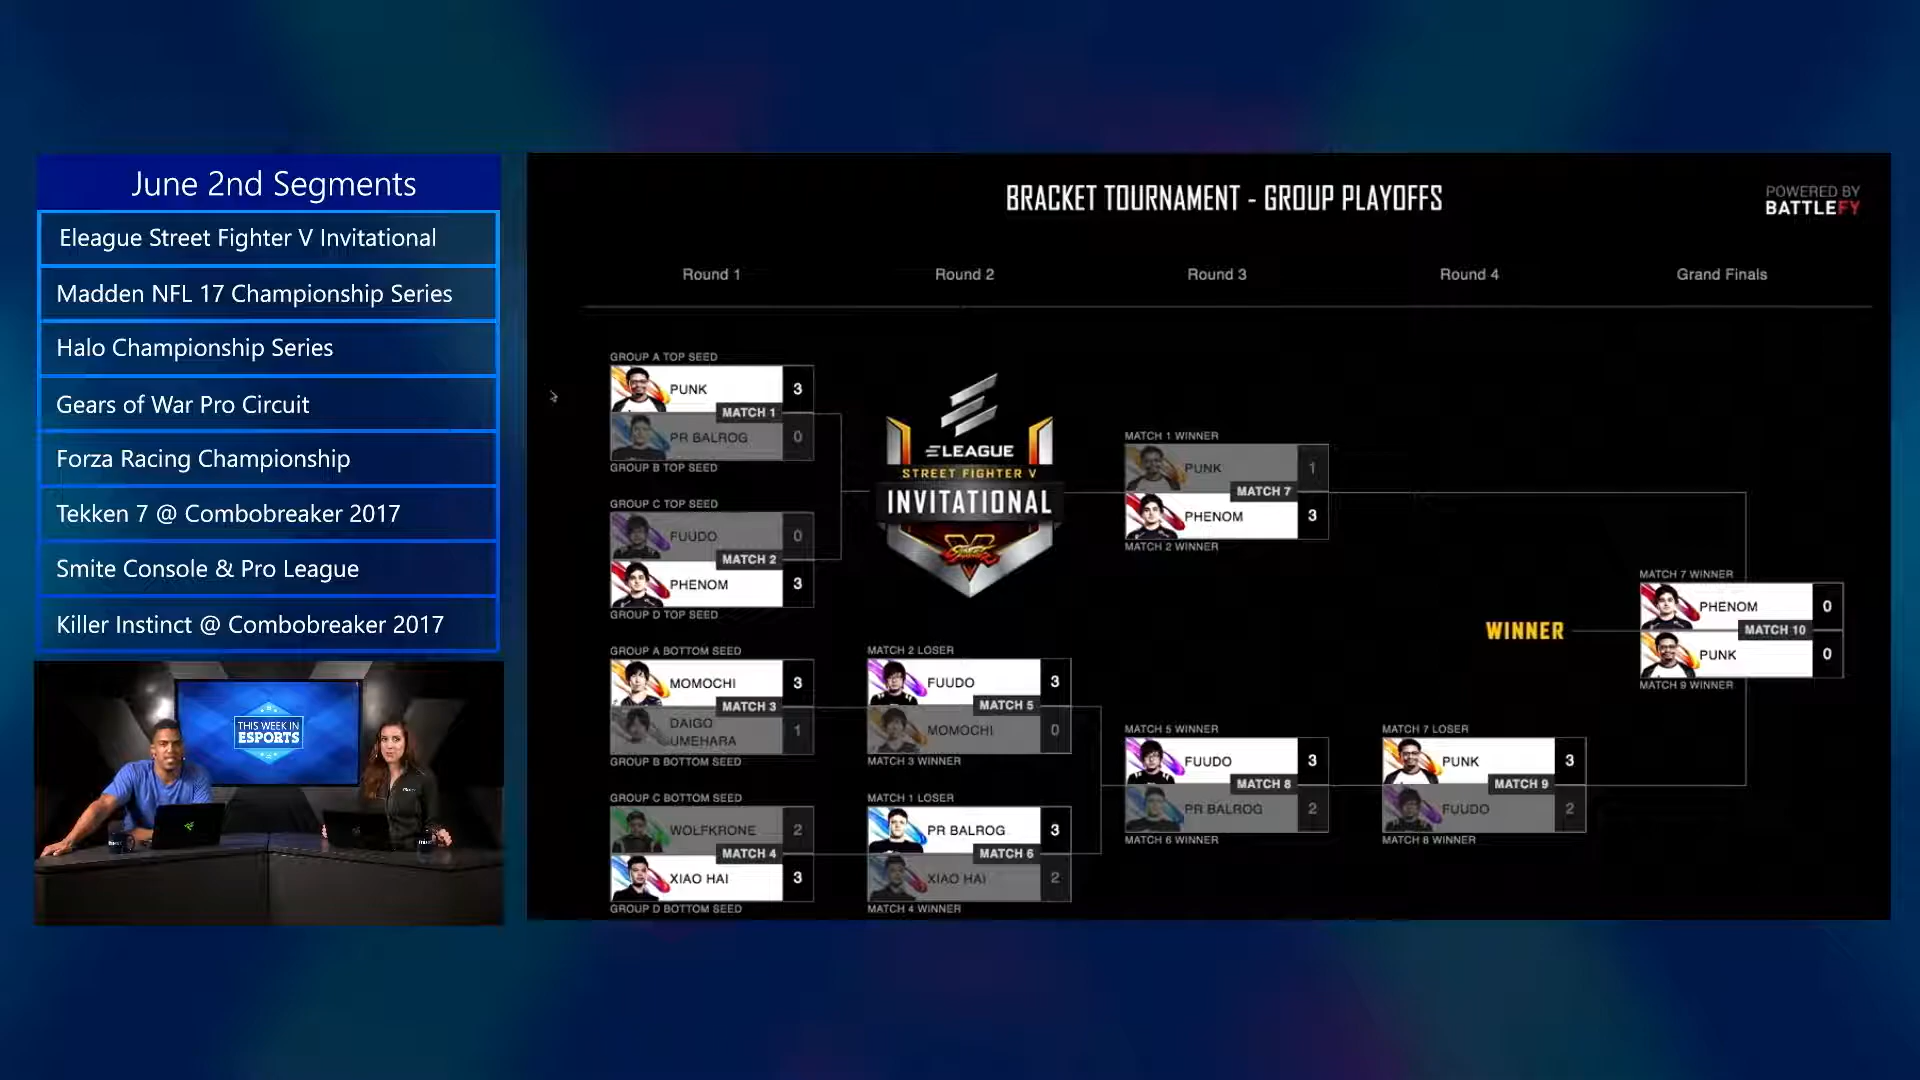 June 2nd Segments
Eleague Street Fighter V Invitational
Madden NFL 17 Championship Series
Halo Championship Series
Gears of War Pro Circuit
Forza Racing Championship
Tekken 7 @ Combobreaker 2017
Smite Console & Pro League
Killer Instinct @ Combobreaker 2017
THIS WEEK IN
ESPORTS
BRACKET TOURNAMENT - GROUP PLAYOFFS
POWERED BY
BATTLEFY
Round 1
Round 2
Round 3
Round 4
Grand Finals
GROUP A TOP SEED
PUNK 3
MATCH 1
PR BALROG 0
GROUP B TOP SEED
GROUP C TOP SEED
FUUDO 0
MATCH 2
PHENOM 3
GROUP D TOP SEED
GROUP A BOTTOM SEED
MOMOCHI 3
MATCH 3
DAIGO
UMEHARA 1
GROUP B BOTTOM SEED
GROUP C BOTTOM SEED
WOLFKRONE 2
MATCH 4
XIAO HAI 3
GROUP D BOTTOM SEED
ELEAGUE
STREET FIGHTER V
INVITATIONAL
STREET FIGHTER V
MATCH 2 LOSER
FUUDO 3
MATCH 5
MOMOCHI 0
MATCH 3 WINNER
MATCH 1 LOSER
PR BALROG 3
MATCH 6
XIAO HAI 2
MATCH 4 WINNER
MATCH 1 WINNER
PUNK 1
MATCH 7
PHENOM 3
MATCH 2 WINNER
MATCH 5 WINNER
FUUDO 3
MATCH 8
PR BALROG 2
MATCH 6 WINNER
MATCH 7 LOSER
PUNK 3
MATCH 9
FUUDO 2
MATCH 8 WINNER
WINNER
MATCH 7 WINNER
PHENOM 0
MATCH 10
PUNK 0
MATCH 9 WINNER